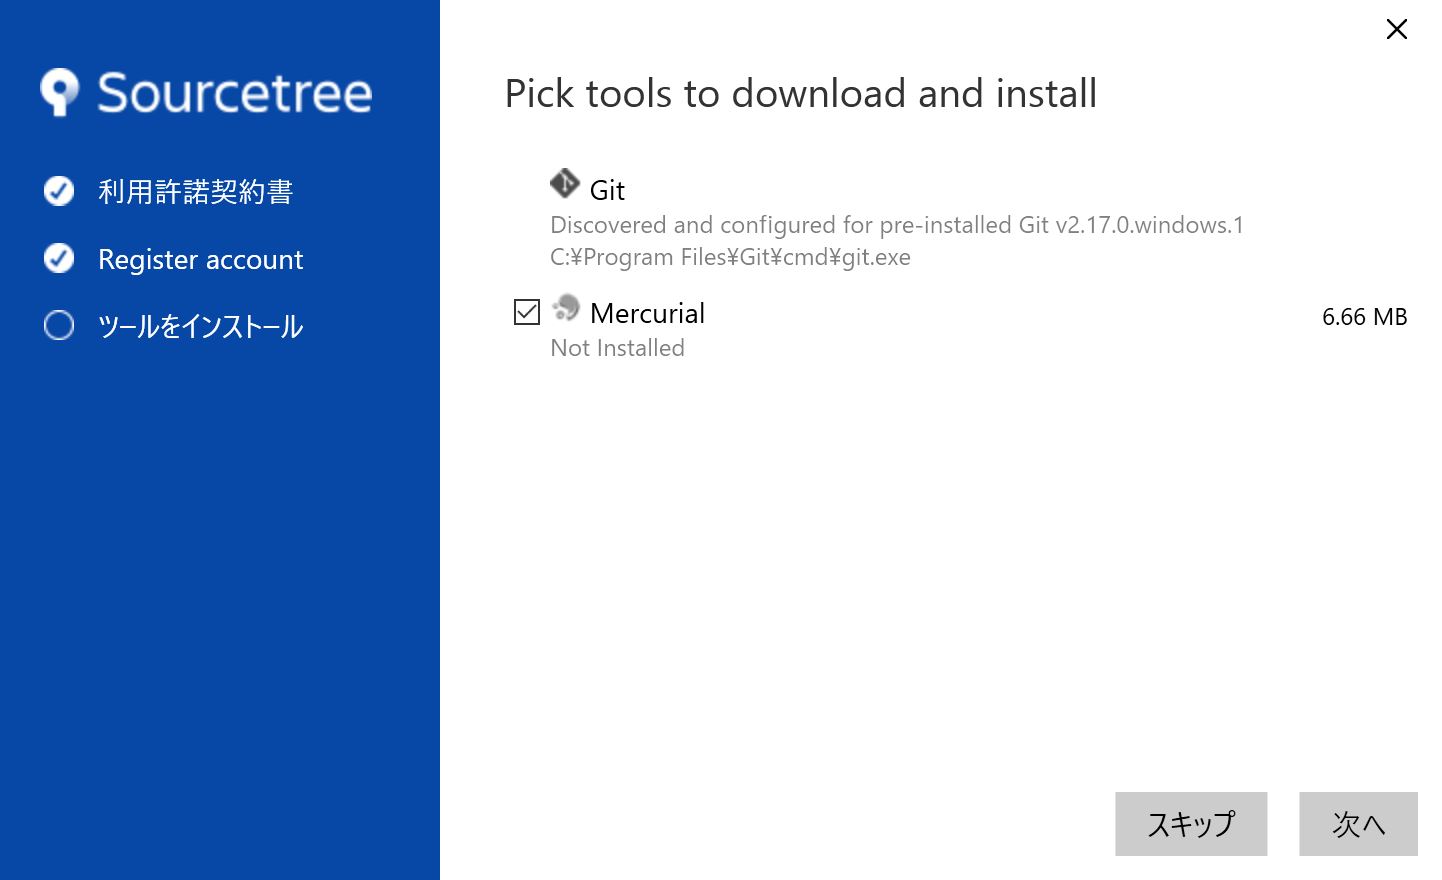 Sourcetree
利用許諾契約書
Register account
ツールをインストール
Pick tools to download and install
Git
Discovered and configured for pre-installed Git v2.17.0.windows.1
C:¥Program Files¥Git¥cmd¥git.exe
Mercurial
6.66 MB
Not Installed
スキップ
次へ